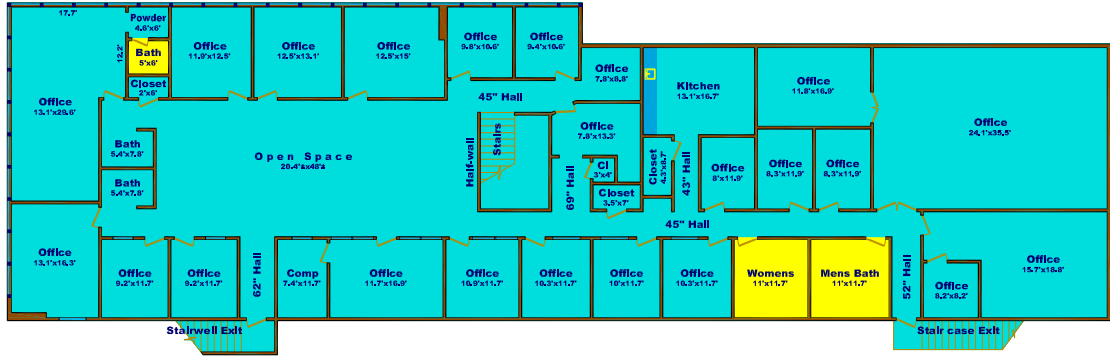 17.7'
Powder
4.6'x6'
12.2'
Bath
5'x6'
Closet
2'x6'
Office
11.9'x12.5'
Office
12.5'x13.1'
Office
12.5'x15'
Office
9.8'x10.6'
Office
9.4'x10.6'
Office
7.8'x8.8'
Kitchen
13.1'x16.7'
Office
11.8'x16.9'
Office
24.1'x35.5'
Office
13.1'x29.6'
45" Hall
Office
7.8'x13.3'
Bath
5.4'x7.8'
Bath
5.4'x7.8'
Open Space
20.4'&x48'&
Half-wall
Stairs
69" Hall
Cl
3'x4'
Closet
3.5'x7'
Closet
4.3'x8.7'
43" Hall
Office
8'x11.9'
Office
8.3'x11.9'
Office
8.3'x11.9'
45" Hall
Office
13.1'x16.3'
Office
9.2'x11.7'
Office
9.2'x11.7'
62" Hall
Comp
7.4'x11.7'
Office
11.7'x16.9'
Office
10.9'x11.7'
Office
10.3'x11.7'
Office
10'x11.7'
Office
10.3'x11.7'
Womens
11'x11.7'
Mens Bath
11'x11.7'
52" Hall
Office
8.2'x8.2'
Office
15.7'x18.8'
Stairwell Exit
Stair case Exit